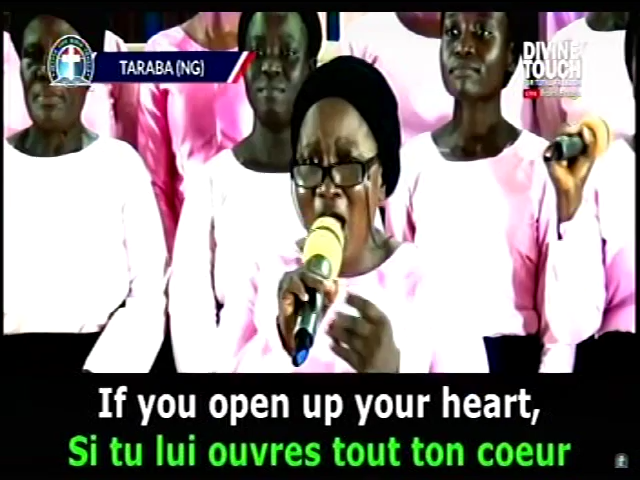 TARABA (NG)
DIVINE
TOUCH
If you open up your heart,
Si tu lui ouvres tout ton coeur